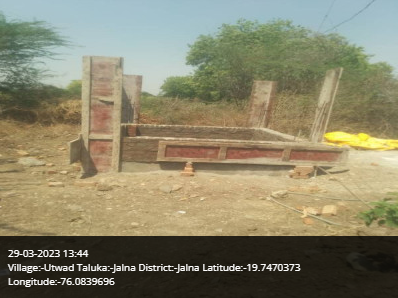 29-03-2023 13:44
Village:-Utwad Taluka:-Jalna District:-Jalna Latitude:-19.7470373
Longitude:-76.0839696